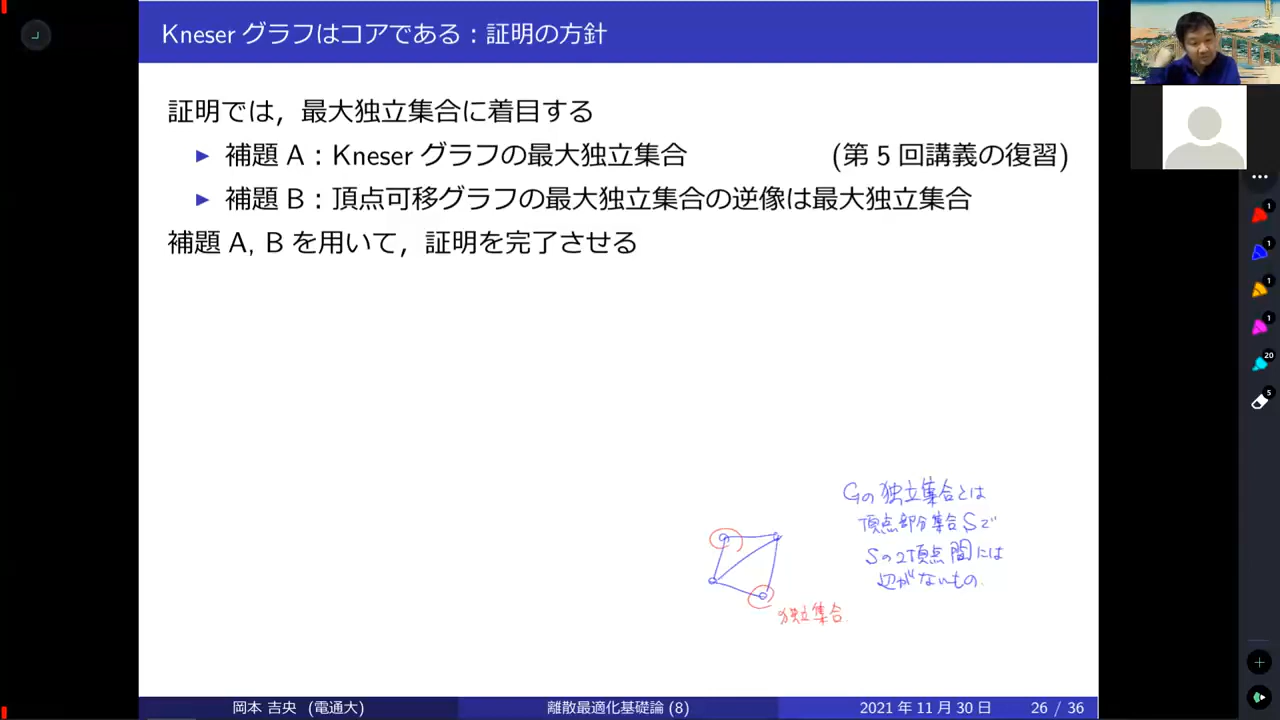 Kneser グラフはコアである：証明の方針
証明では，最大独立集合に着目する
▶ 補題 A：Kneser グラフの最大独立集合 (第 5 回講義の復習)
▶ 補題 B：頂点可移グラフの最大独立集合の逆像は最大独立集合
補題 A, B を用いて，証明を完了させる
Gの独立集合とは
頂点部分集合Sで
Sの2頂点間には
辺がないもの.
独立集合.
岡本 吉央 (電通大) 離散最適化基礎論 (8) 2021 年 11 月 30 日 26 / 36
1
1
1
1
20
5